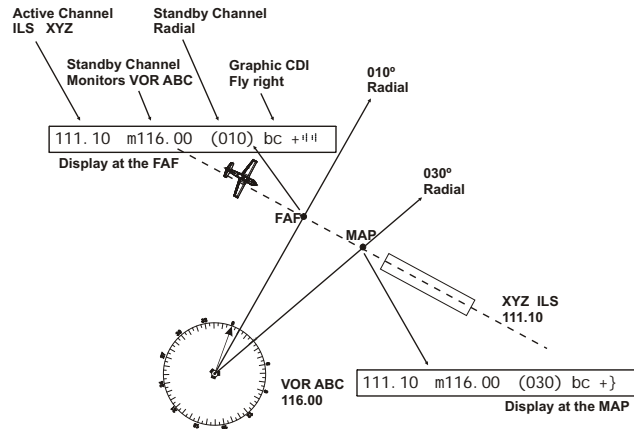 Active Channel
ILS XYZ
Standby Channel
Radial
Standby Channel
Monitors VOR ABC
Graphic CDI
Fly right
010º
Radial
111.10 m116.00 (010) bc +
Display at the FAF
030º
Radial
FAF
MAP
XYZ ILS
111.10
VOR ABC
116.00
111.10 m116.00 (030) bc +}
Display at the MAP